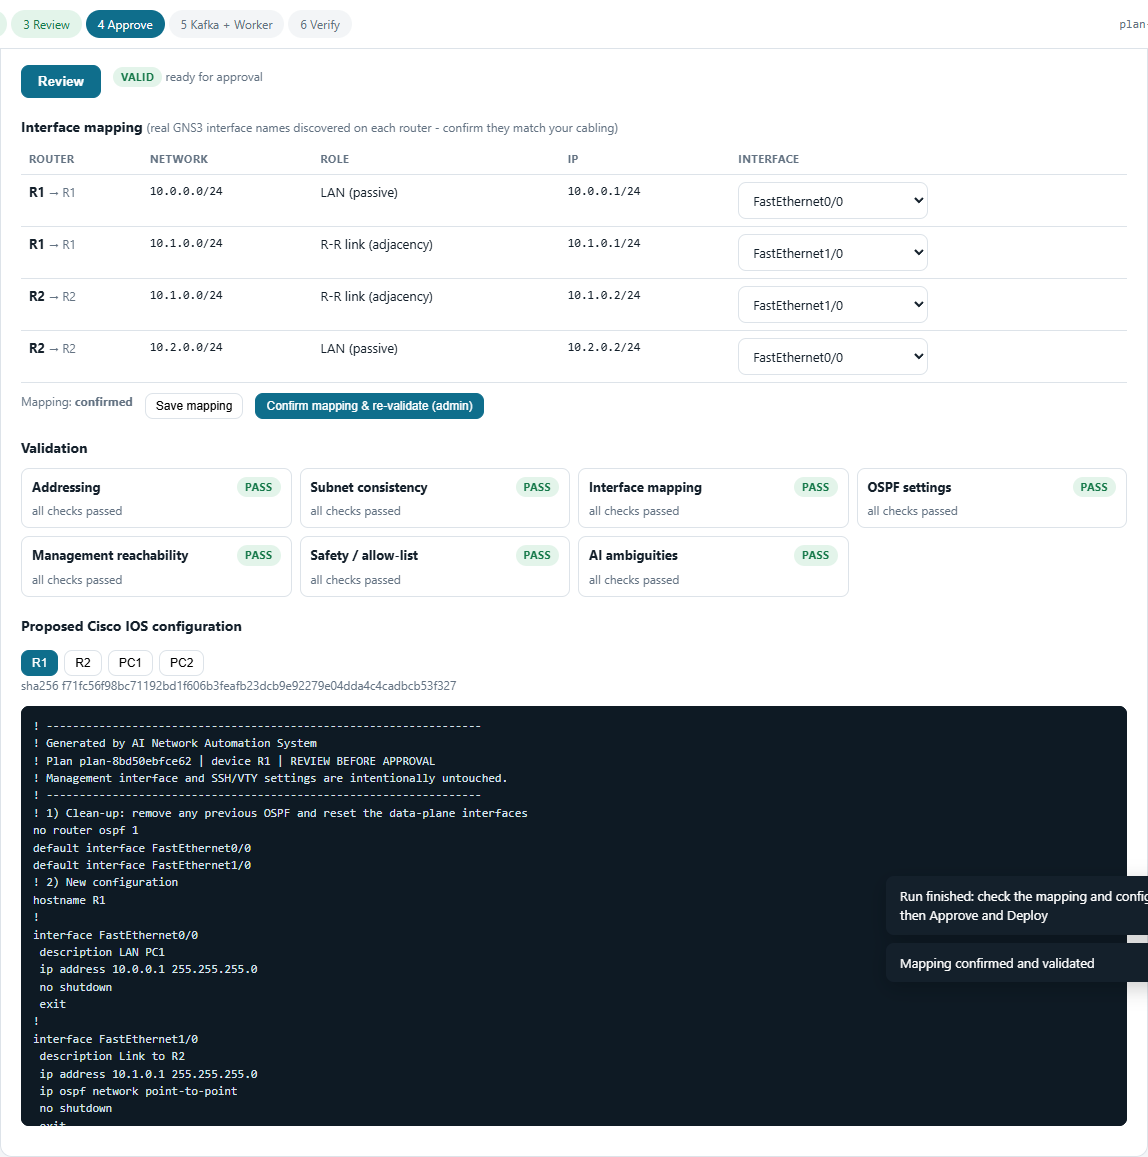 3 Review
4 Approve
5 Kafka + Worker
6 Verify
plan-
Review
VALID ready for approval
Interface mapping (real GNS3 interface names discovered on each router - confirm they match your cabling)
ROUTER NETWORK ROLE IP INTERFACE
R1 → R1 10.0.0.0/24 LAN (passive) 10.0.0.1/24 FastEthernet0/0
R1 → R1 10.1.0.0/24 R-R link (adjacency) 10.1.0.1/24 FastEthernet1/0
R2 → R2 10.1.0.0/24 R-R link (adjacency) 10.1.0.2/24 FastEthernet1/0
R2 → R2 10.2.0.0/24 LAN (passive) 10.2.0.2/24 FastEthernet0/0
Mapping: confirmed Save mapping Confirm mapping & re-validate (admin)
Validation
Addressing PASS
all checks passed
Subnet consistency PASS
all checks passed
Interface mapping PASS
all checks passed
OSPF settings PASS
all checks passed
Management reachability PASS
all checks passed
Safety / allow-list PASS
all checks passed
AI ambiguities PASS
all checks passed
Proposed Cisco IOS configuration
R1 R2 PC1 PC2
sha256 f71fc56f98bc71192bd1f606b3feafb23dcb9e92279e04dda4c4cadbcb53f327
! -------------------------------------------------------------------
! Generated by AI Network Automation System
! Plan plan-8bd50ebfce62 | device R1 | REVIEW BEFORE APPROVAL
! Management interface and SSH/VTY settings are intentionally untouched.
! -------------------------------------------------------------------
! 1) Clean-up: remove any previous OSPF and reset the data-plane interfaces
no router ospf 1
default interface FastEthernet0/0
default interface FastEthernet1/0
! 2) New configuration
hostname R1
!
interface FastEthernet0/0
description LAN PC1
ip address 10.0.0.1 255.255.255.0
no shutdown
exit
!
interface FastEthernet1/0
description Link to R2
ip address 10.1.0.1 255.255.255.0
ip ospf network point-to-point
no shutdown
exit
Run finished: check the mapping and config
then Approve and Deploy
Mapping confirmed and validated